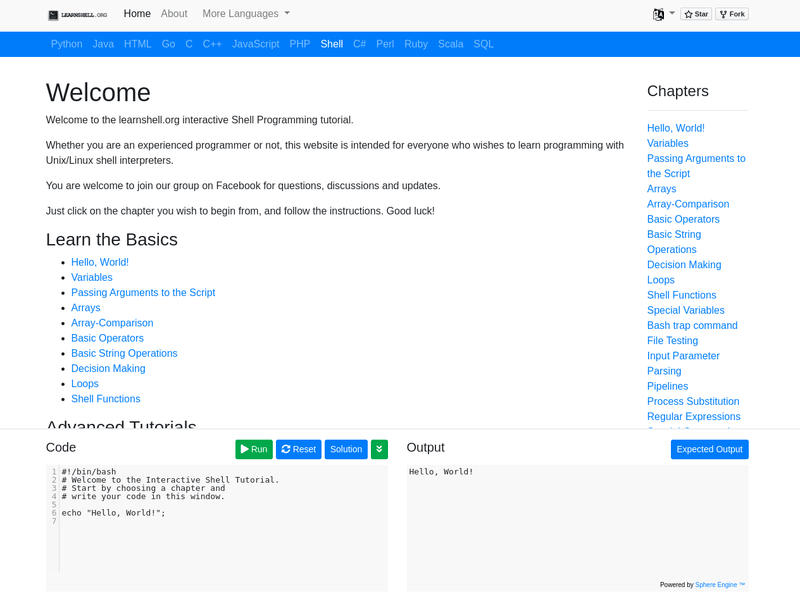 LEARNSHELL.ORG Home About More Languages Star Fork
Python Java HTML Go C C++ JavaScript PHP Shell C# Perl Ruby Scala SQL
Welcome
Welcome to the learnshell.org interactive Shell Programming tutorial.
Whether you are an experienced programmer or not, this website is intended for everyone who wishes to learn programming with
Unix/Linux shell interpreters.
You are welcome to join our group on Facebook for questions, discussions and updates.
Just click on the chapter you wish to begin from, and follow the instructions. Good luck!
Learn the Basics
Hello, World!
Variables
Passing Arguments to the Script
Arrays
Array-Comparison
Basic Operators
Basic String Operations
Decision Making
Loops
Shell Functions
Advanced Tutorials
Chapters
Hello, World!
Variables
Passing Arguments to
the Script
Arrays
Array-Comparison
Basic Operators
Basic String
Operations
Decision Making
Loops
Shell Functions
Special Variables
Bash trap command
File Testing
Input Parameter
Parsing
Pipelines
Process Substitution
Regular Expressions
Code Run Reset Solution
1 #!/bin/bash
2 # Welcome to the Interactive Shell Tutorial.
3 # Start by choosing a chapter and
4 # write your code in this window.
5
6 echo "Hello, World!";
7
Output Expected Output
Hello, World!
Powered by Sphere Engine ™